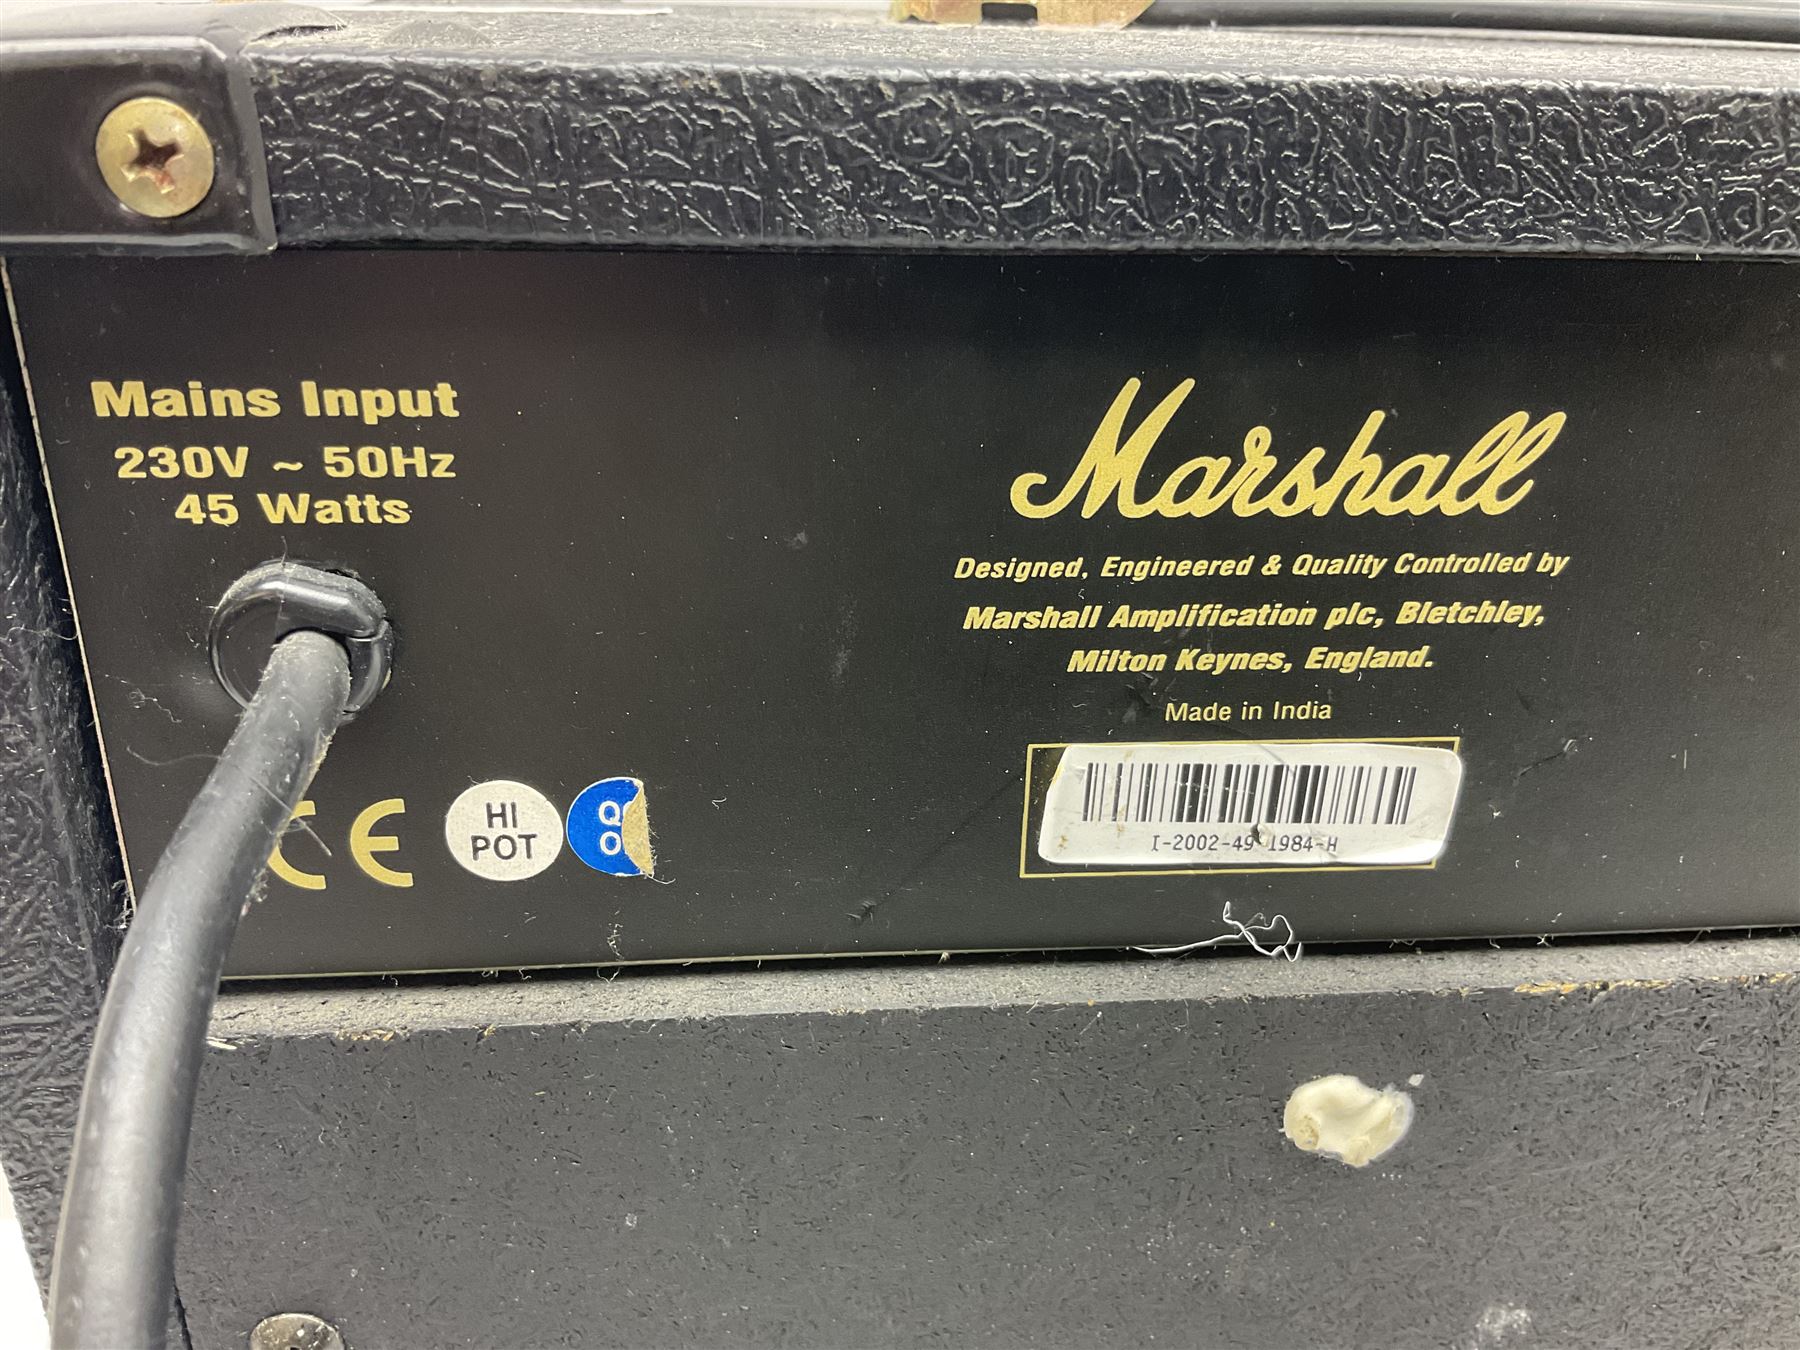 Mains Input
230V ~ 50Hz
45 Watts
Marshall
Designed, Engineered & Quality Controlled by
Marshall Amplification plc, Bletchley,
Milton Keynes, England.
Made in India
CE
HI
POT
I-2002-49 1984-H